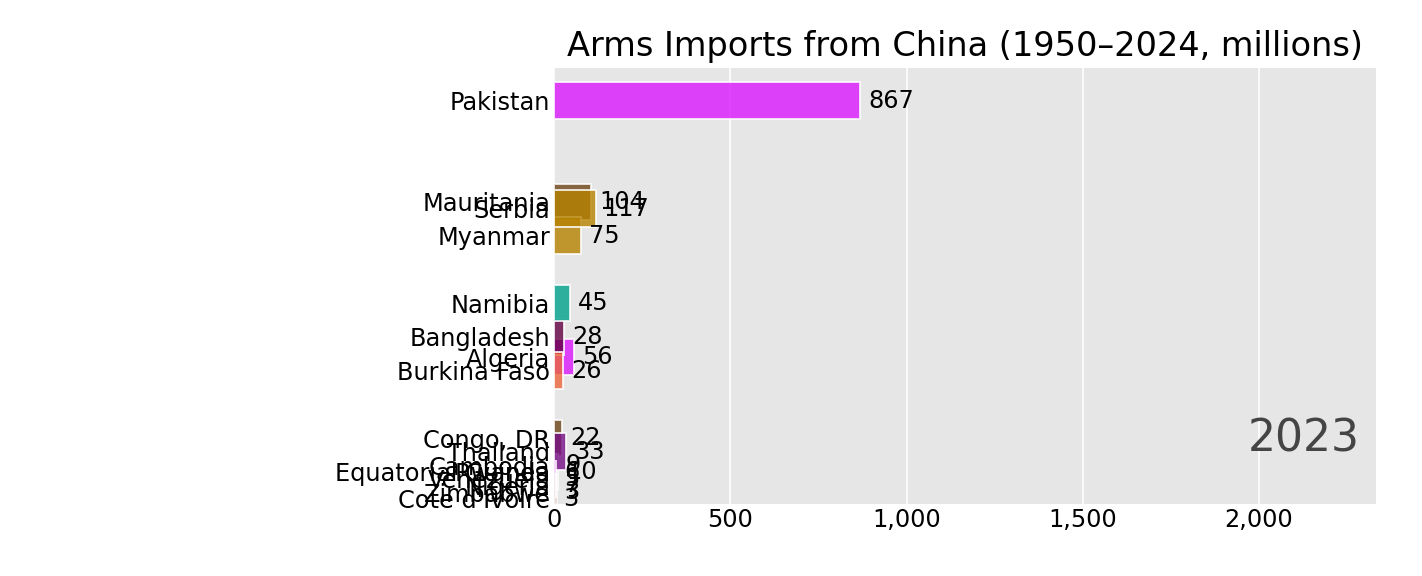 Arms Imports from China (1950–2024, millions)
Pakistan 867
Mauritania 104
Serbia 117
Myanmar 75
Namibia 45
Bangladesh 28
Algeria 56
Burkina Faso 26
Congo, DR 22
Thailand 33
Cambodia
Zimbabwe
Cote d'Ivoire 3
2023
0 500 1,000 1,500 2,000